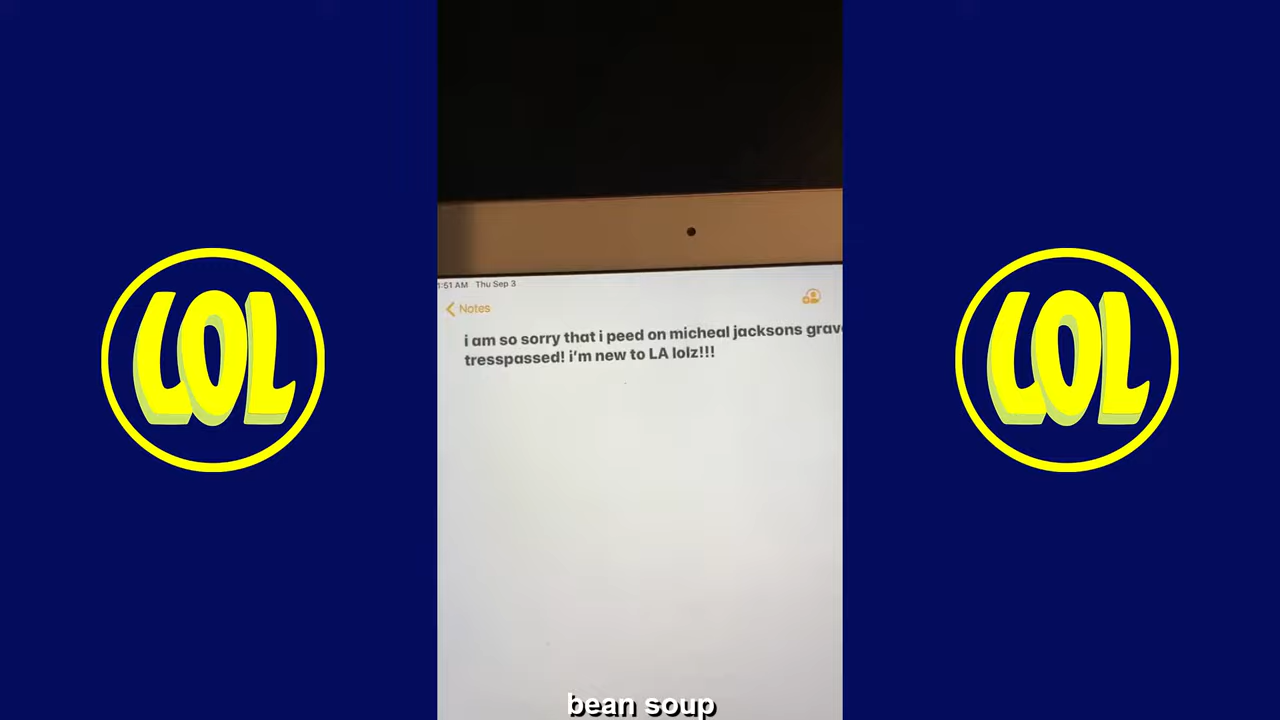 LOL
1:51 AM Thu Sep 3
Notes
i am so sorry that i peed on micheal jacksons
tresspassed! i'm new to LA lolz!!!
LOL
bean soup